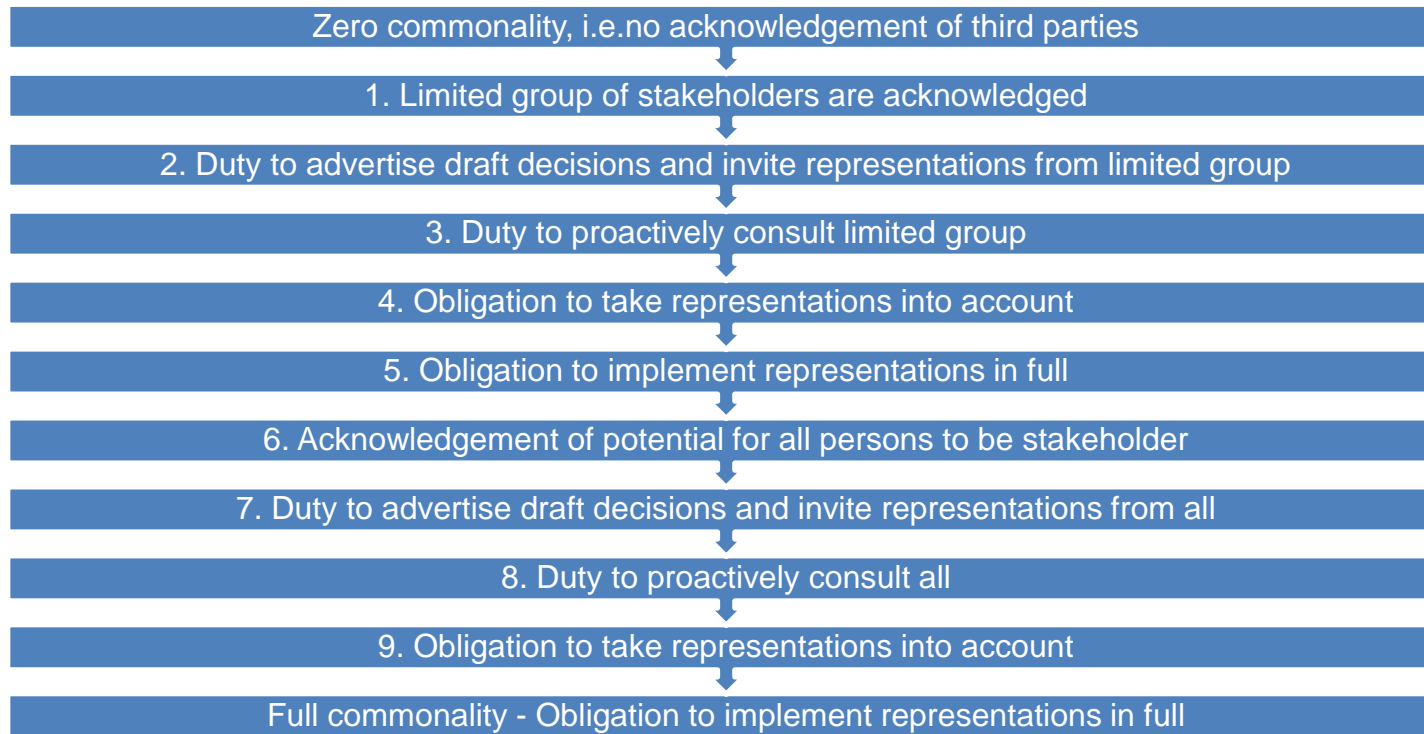 Zero commonality, i.e.no acknowledgement of third parties
1. Limited group of stakeholders are acknowledged
2. Duty to advertise draft decisions and invite representations from limited group
3. Duty to proactively consult limited group
4. Obligation to take representations into account
5. Obligation to implement representations in full
6. Acknowledgement of potential for all persons to be stakeholder
7. Duty to advertise draft decisions and invite representations from all
8. Duty to proactively consult all
9. Obligation to take representations into account
Full commonality - Obligation to implement representations in full